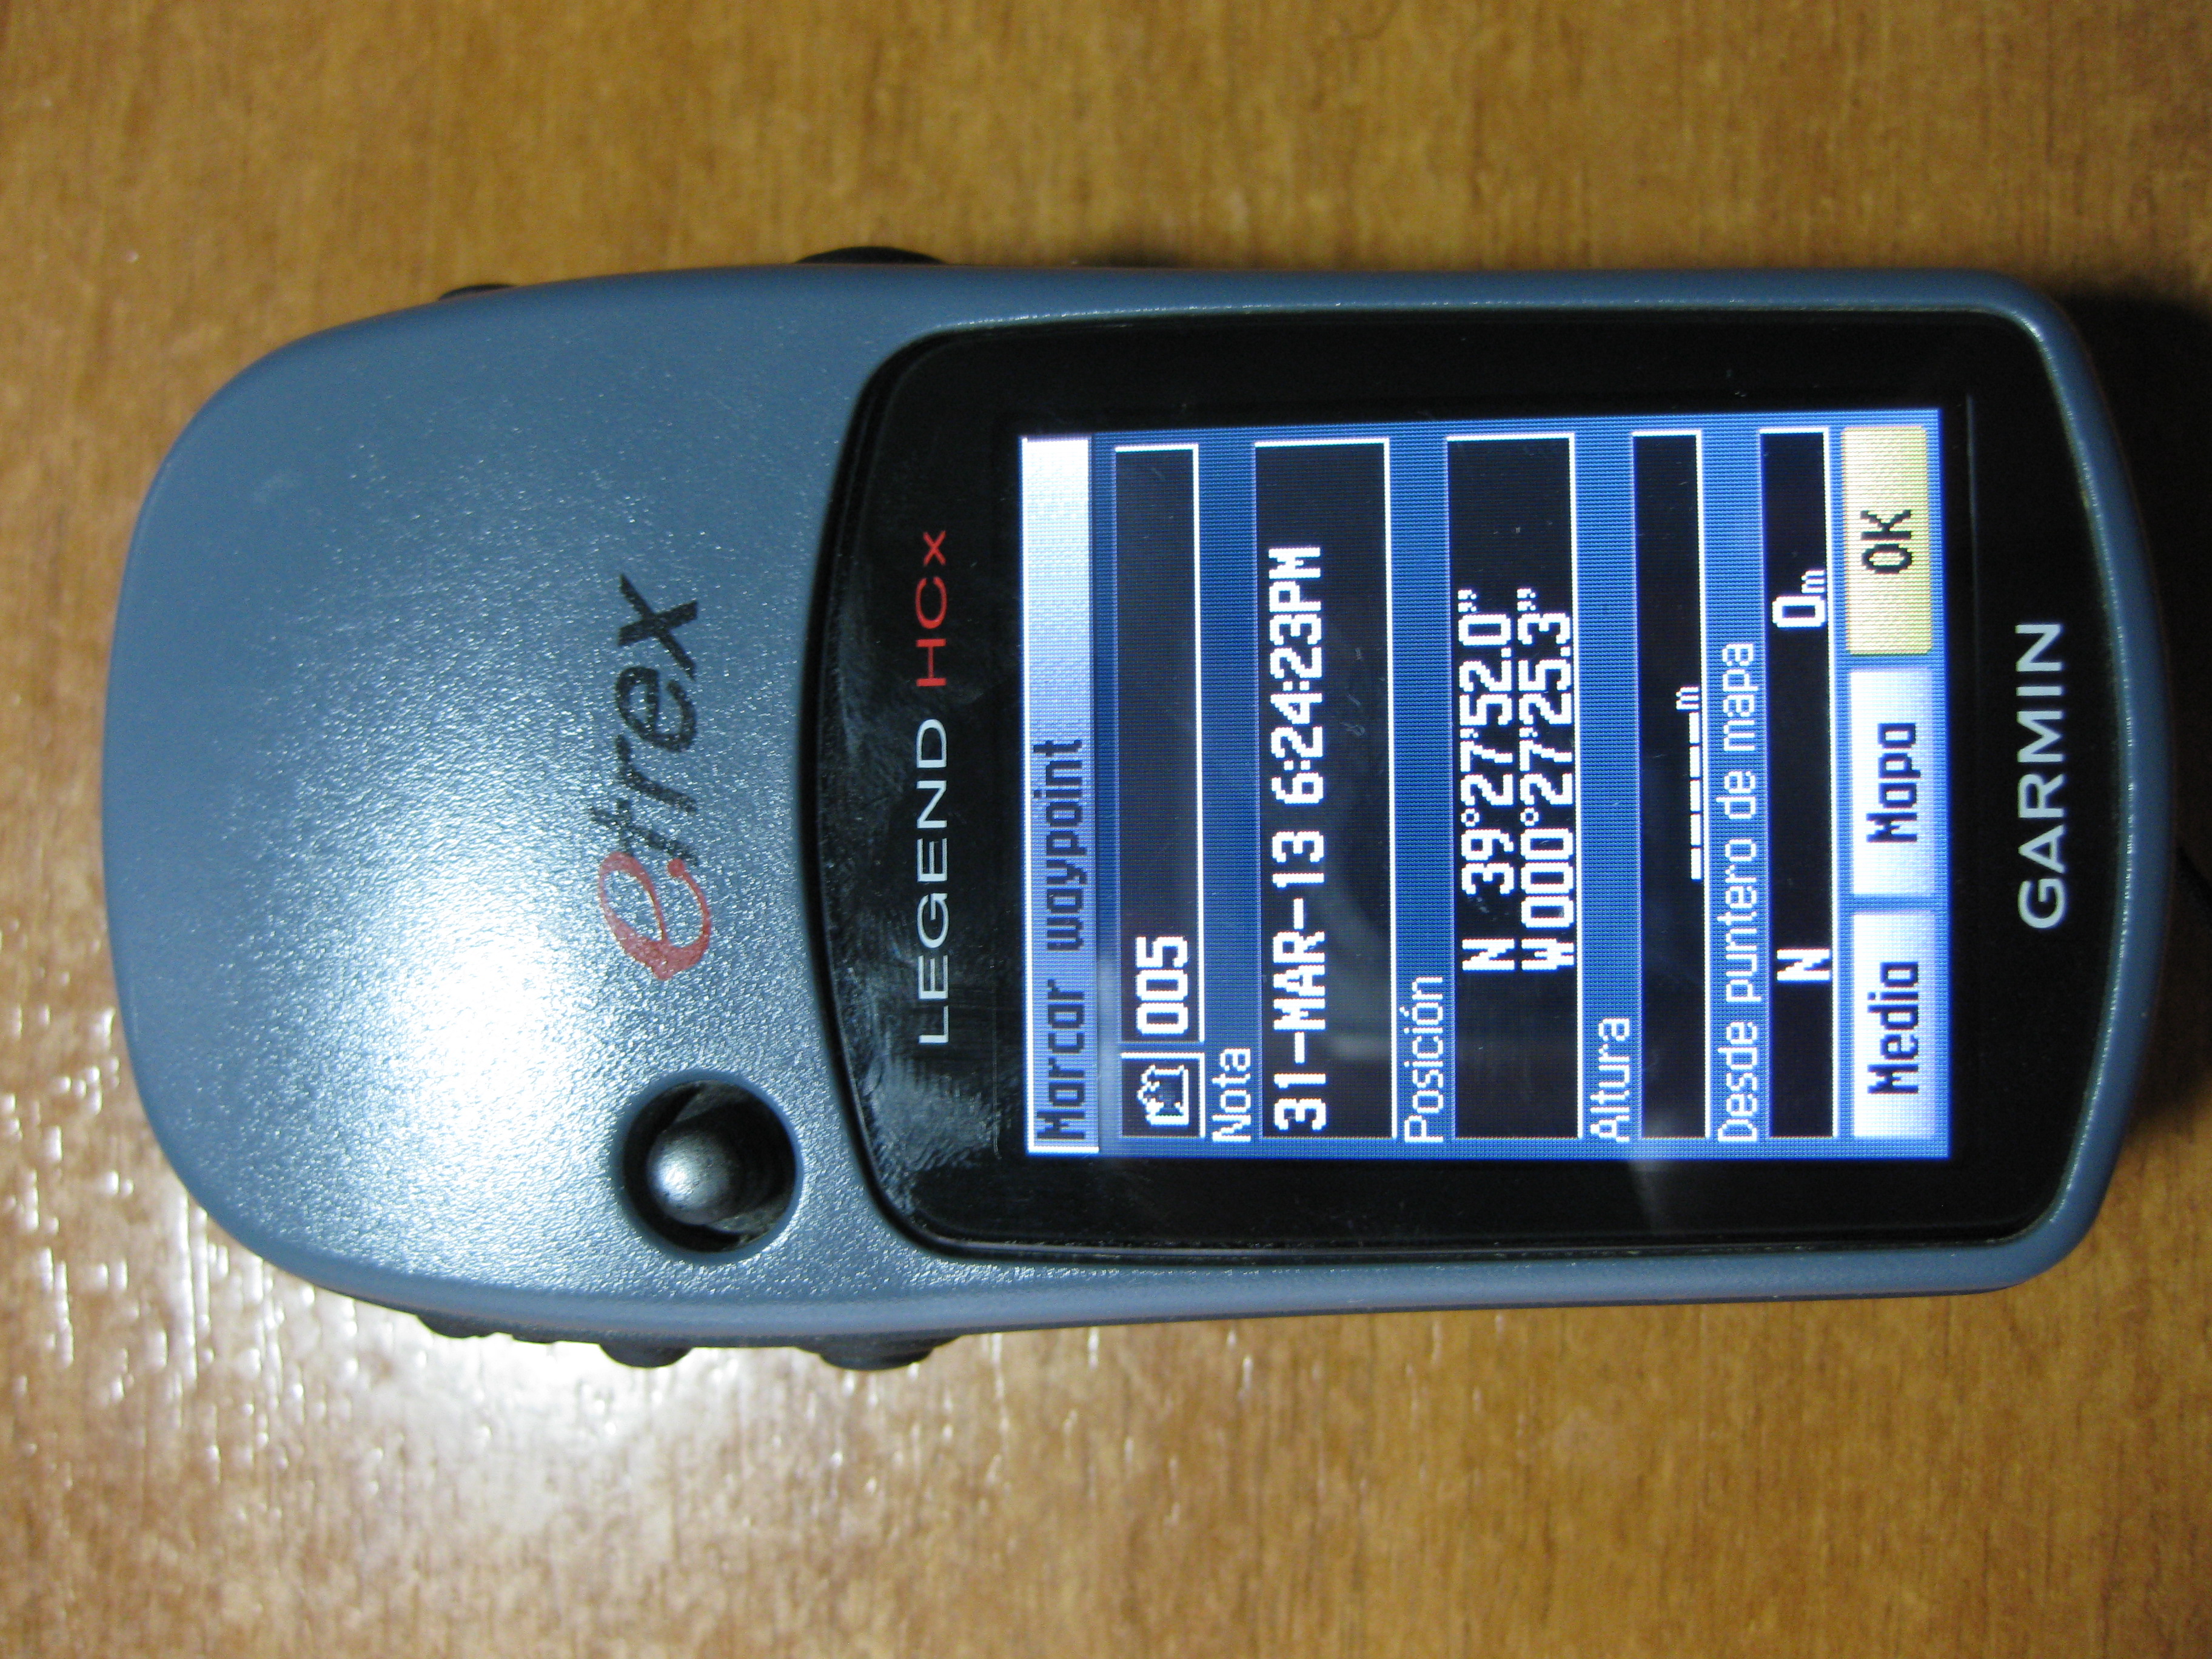 etrex
LEGEND HCx
Marcar waypoint
005
Nota
31-MAR-13 6:24:23PM
Posición
N 39°27'52.0"
W000°27'25.3"
Altura
_____m
Desde puntero de mapa
N 0m
Media Mapa OK
GARMIN